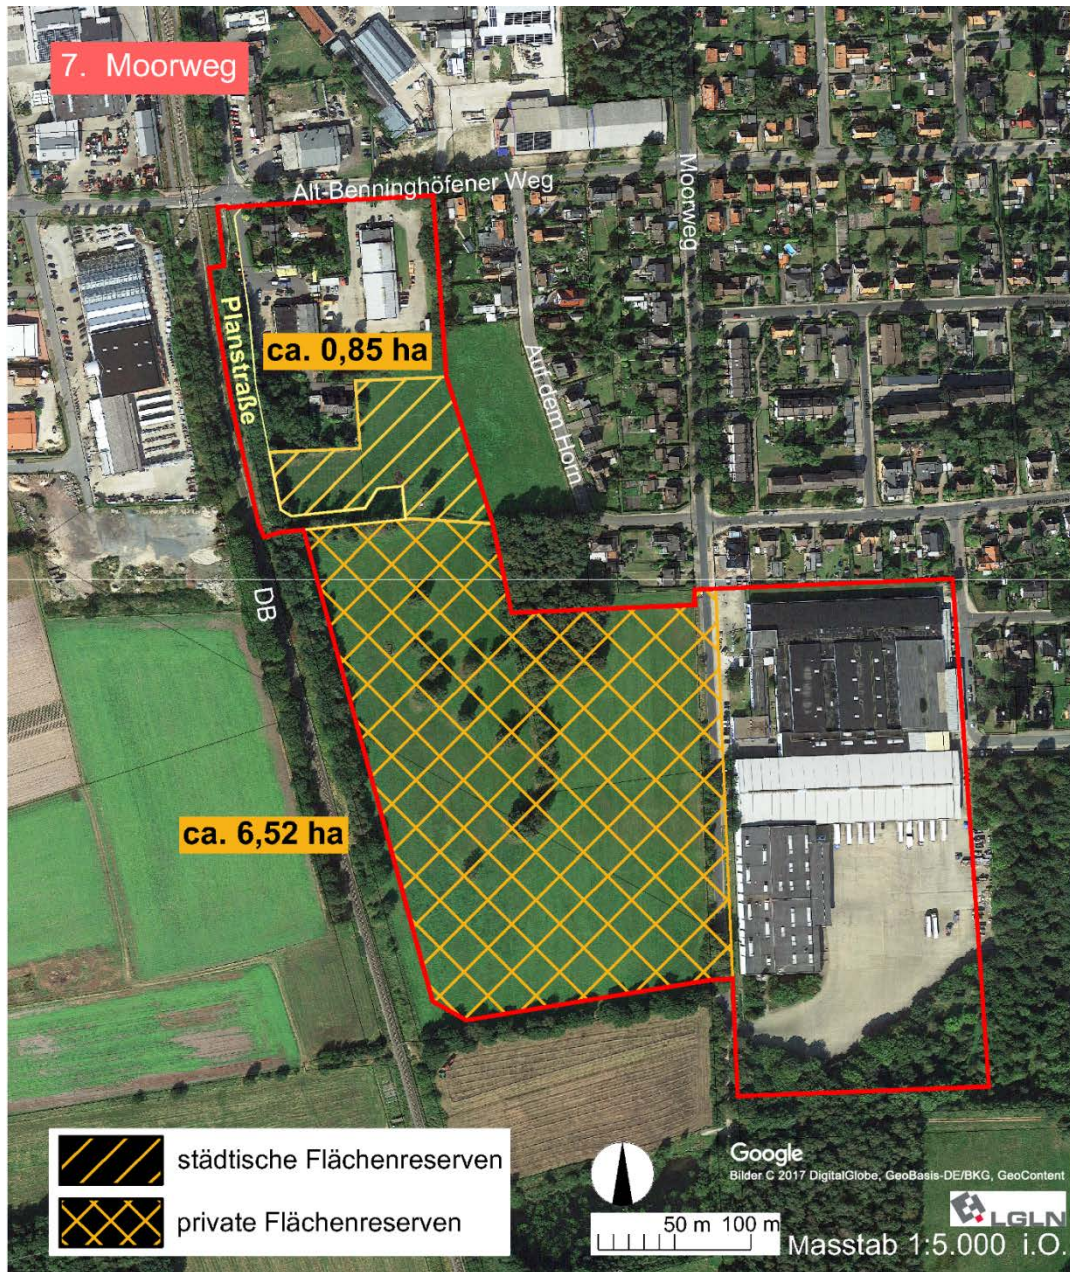 7. Moorweg
Alt-Benninghöfener Weg
Moorweg
Planstraße
ca. 0,85 ha
Auf dem Horn
DB
ca. 6,52 ha
städtische Flächenreserven
private Flächenreserven
50 m 100 m
Google
Bilder C 2017 DigitalGlobe, GeoBasis-DE/BKG, GeoContent
LGLN
Masstab 1:5.000 i.O.